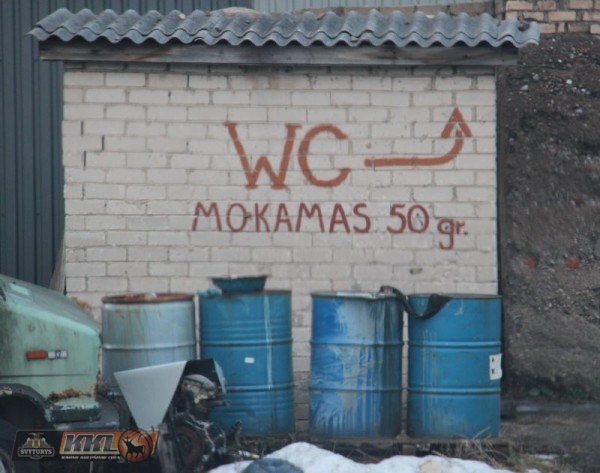 WC
MOKAMAS 50 gr.
ŠVYTURYS
KKL